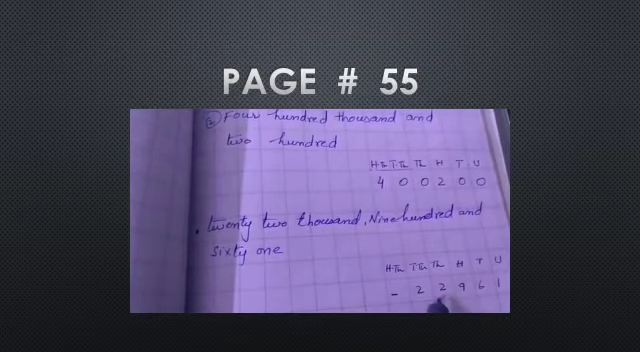 PAGE # 55
② Four hundred thousand and
two hundred
H.Th T.Th Th H T U
4 0 0 2 0 0
. twenty two thousand, Nine hundred and
sixty one
H.Th T.Th Th H T U
- 2 2 9 6 1